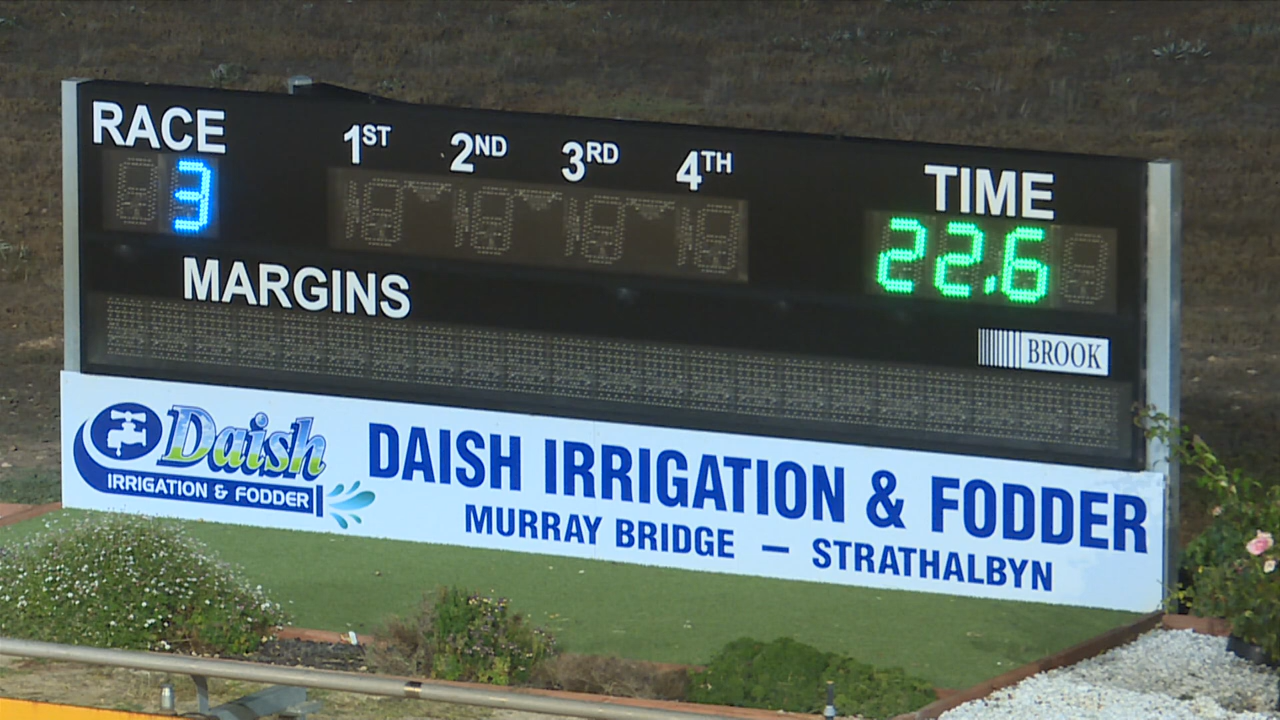 RACE 1ST 2ND 3RD 4TH TIME
3 22.6
MARGINS
BROOK
Daish
IRRIGATION & FODDER
DAISH IRRIGATION & FODDER
MURRAY BRIDGE – STRATHALBYN